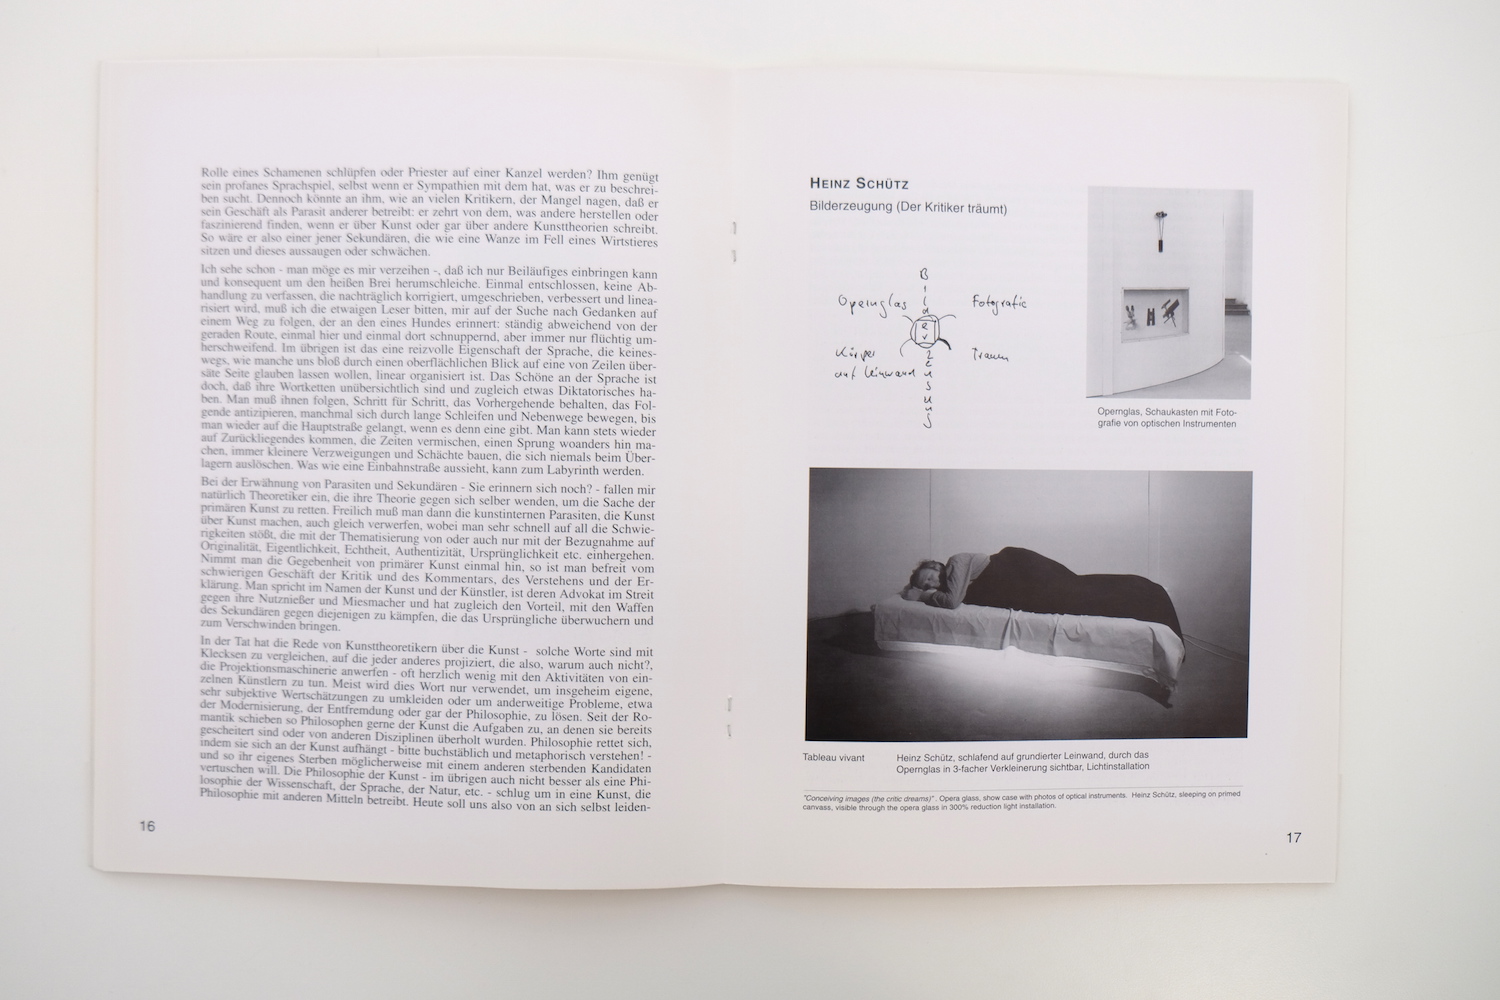 Rolle eines Schamenen schlüpfen oder Priester auf einer Kanzel werden? Ihm genügt
sein profanes Sprachspiel, selbst wenn er Sympathien mit dem hat, was er zu beschrei-
ben sucht. Dennoch könnte an ihm, wie an vielen Kritikern, der Mangel nagen, daß er
sein Geschäft als Parasit anderer betreibt: er zehrt von dem, was andere herstellen oder
faszinierend finden, wenn er über Kunst oder gar über andere Kunsttheorien schreibt.
So wäre er also einer jener Sekundären, die wie eine Wanze im Fell eines Wirtstieres
sitzen und dieses aussaugen oder schwächen.
Ich sehe schon - man möge es mir verzeihen -, daß ich nur Beiläufiges einbringen kann
und konsequent um den heißen Brei herumschleiche. Einmal entschlossen, keine Ab-
handlung zu verfassen, die nachträglich korrigiert, umgeschrieben, verbessert und linea-
risiert wird, muß ich die etwaigen Leser bitten, mir auf der Suche nach Gedanken auf
einem Weg zu folgen, der an den eines Hundes erinnert: ständig abweichend von der
geraden Route, einmal hier und einmal dort schnuppernd, aber immer nur flüchtig um-
herschweifend. Im übrigen ist das eine reizvolle Eigenschaft der Sprache, die keines-
wegs, wie manche uns bloß durch einen oberflächlichen Blick auf eine von Zeilen über-
säte Seite glauben lassen wollen, linear organisiert ist. Das Schöne an der Sprache ist
doch, daß ihre Wortketten unübersichtlich sind und zugleich etwas Diktatorisches ha-
ben. Man muß ihnen folgen, Schritt für Schritt, das Vorhergehende behalten, das Fol-
gende antizipieren, manchmal sich durch lange Schleifen und Nebenwege bewegen, bis
man wieder auf die Hauptstraße gelangt, wenn es denn eine gibt. Man kann stets wieder
auf Zurückliegendes kommen, die Zeiten vermischen, einen Sprung woanders hin ma-
chen, immer kleinere Verzweigungen und Schächte bauen, die sich niemals beim Über-
lagern auslöschen. Was wie eine Einbahnstraße aussieht, kann zum Labyrinth werden.
Bei der Erwähnung von Parasiten und Sekundären - Sie erinnern sich noch? - fallen mir
natürlich Theoretiker ein, die ihre Theorie gegen sich selber wenden, um die Sache der
primären Kunst zu retten. Freilich muß man dann die kunstinternen Parasiten, die Kunst
über Kunst machen, auch gleich verwerfen, wobei man sehr schnell auf all die Schwie-
rigkeiten stößt, die mit der Thematisierung von oder auch nur mit der Bezugnahme auf
Originalität, Eigentlichkeit, Echtheit, Authentizität, Ursprünglichkeit etc. einhergehen.
Nimmt man die Gegebenheit von primärer Kunst einmal hin, so ist man befreit vom
schwierigen Geschäft der Kritik und des Kommentars, des Verstehens und der Er-
klärung. Man spricht im Namen der Kunst und der Künstler, ist deren Advokat im Streit
gegen ihre Nutznießer und Miesmacher und hat zugleich den Vorteil, mit den Waffen
des Sekundären gegen diejenigen zu kämpfen, die das Ursprüngliche überwuchern und
zum Verschwinden bringen.
In der Tat hat die Rede von Kunsttheoretikern über die Kunst - solche Worte sind mit
Klecksen zu vergleichen, auf die jeder anderes projiziert, die also, warum auch nicht?,
die Projektionsmaschinerie anwerfen - oft herzlich wenig mit den Aktivitäten von ein-
zelnen Künstlern zu tun. Meist wird dies Wort nur verwendet, um insgeheim eigene,
sehr subjektive Wertschätzungen zu umkleiden oder um anderweitige Probleme, etwa
der Modernisierung, der Entfremdung oder gar der Philosophie, zu lösen. Seit der Ro-
mantik schieben so Philosophen gerne der Kunst die Aufgaben zu, an denen sie bereits
gescheitert sind oder von anderen Disziplinen überholt wurden. Philosophie rettet sich,
indem sie sich an der Kunst aufhängt - bitte buchstäblich und metaphorisch verstehen! -
und so ihr eigenes Sterben möglicherweise mit einem anderen sterbenden Kandidaten
vertuschen will. Die Philosophie der Kunst - im übrigen auch nicht besser als eine Phi-
losophie der Wissenschaft, der Sprache, der Natur, etc. - schlug um in eine Kunst, die
Philosophie mit anderen Mitteln betreibt. Heute soll uns also von an sich selbst leiden-
16
HEINZ SCHÜTZ
Bilderzeugung (Der Kritiker träumt)
Bilderzeugung
Opernglas
Fotografie
Körper
auf Leinwand
Traum
Opernglas, Schaukasten mit Foto-
grafie von optischen Instrumenten
Tableau vivant
Heinz Schütz, schlafend auf grundierter Leinwand, durch das
Opernglas in 3-facher Verkleinerung sichtbar, Lichtinstallation
"Conceiving images (the critic dreams)". Opera glass, show case with photos of optical instruments. Heinz Schütz, sleeping on primed
canvass, visible through the opera glass in 300% reduction light installation.
17